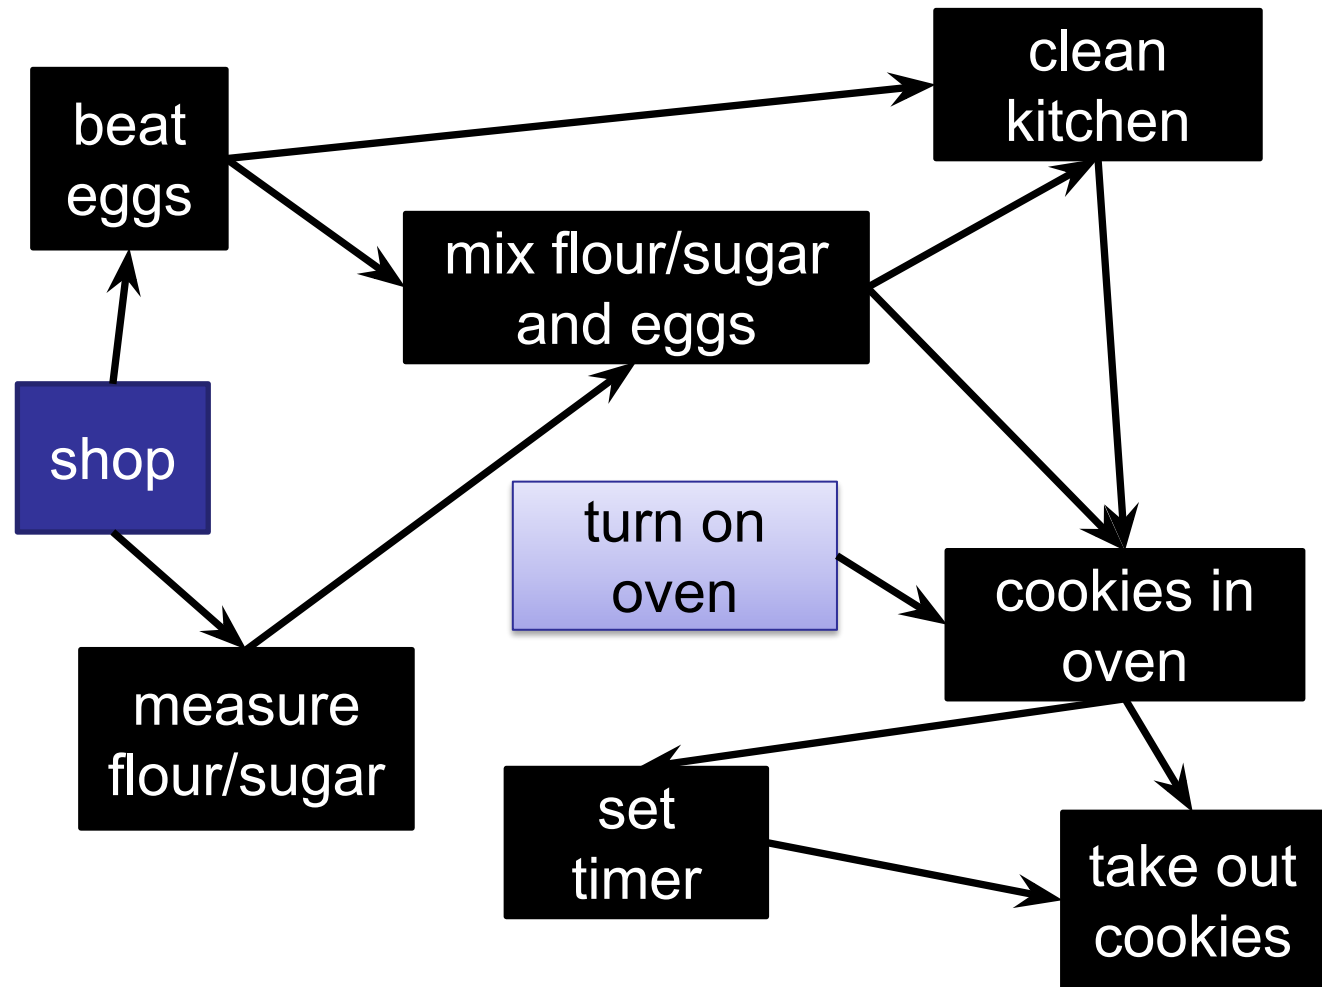 clean
kitchen
beat
eggs
mix flour/sugar
and eggs
shop
turn on
oven
cookies in
oven
measure
flour/sugar
set
timer
take out
cookies